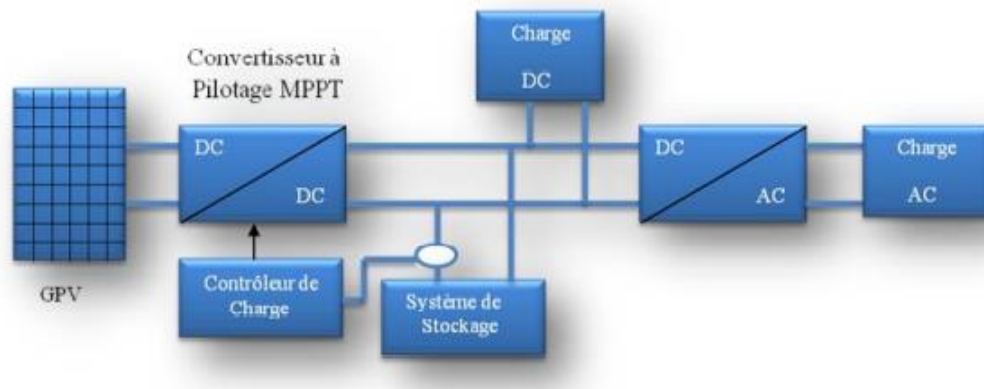 Charge
DC
Convertisseur à
Pilotage MPPT
DC
DC
DC
AC
Charge
AC
GPV
Contrôleur de
Charge
Système de
Stockage